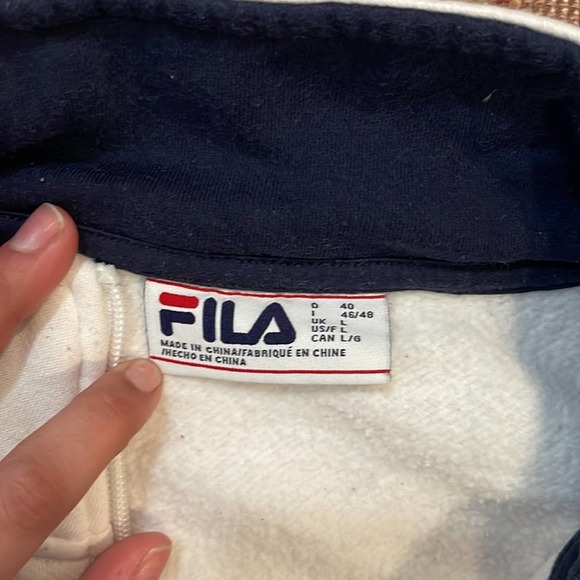 FILA
D 40
I 46/48
UK L
US/F L
CAN L/G
MADE IN CHINA/FABRIQUÉ EN CHINE
/HECHO EN CHINA